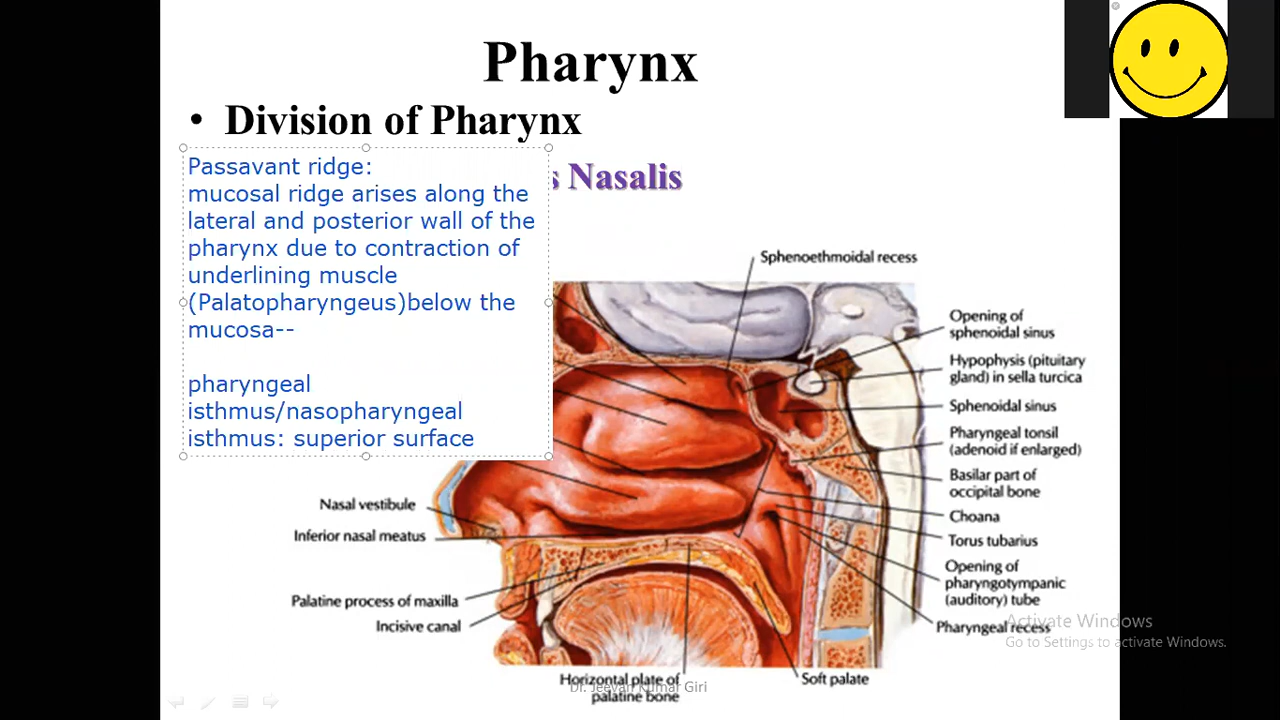 Pharynx
• Division of Pharynx
s Nasalis
Passavant ridge:
mucosal ridge arises along the
lateral and posterior wall of the
pharynx due to contraction of
underlining muscle
(Palatopharyngeus)below the
mucosa--
pharyngeal
isthmus/nasopharyngeal
isthmus: superior surface
Sphenoethmoidal recess
Opening of
sphenoidal sinus
Hypophysis (pituitary
gland) in sella turcica
Sphenoidal sinus
Pharyngeal tonsil
(adenoid if enlarged)
Basilar part of
occipital bone
Choana
Torus tubarius
Opening of
pharyngotympanic
(auditory) tube
Pharyngeal recess
Nasal vestibule
Inferior nasal meatus
Palatine process of maxilla
Incisive canal
Horizontal plate of
palatine bone
Soft palate
Dr. Jeevan Kumar Giri
Activate Windows
Go to Settings to activate Windows.